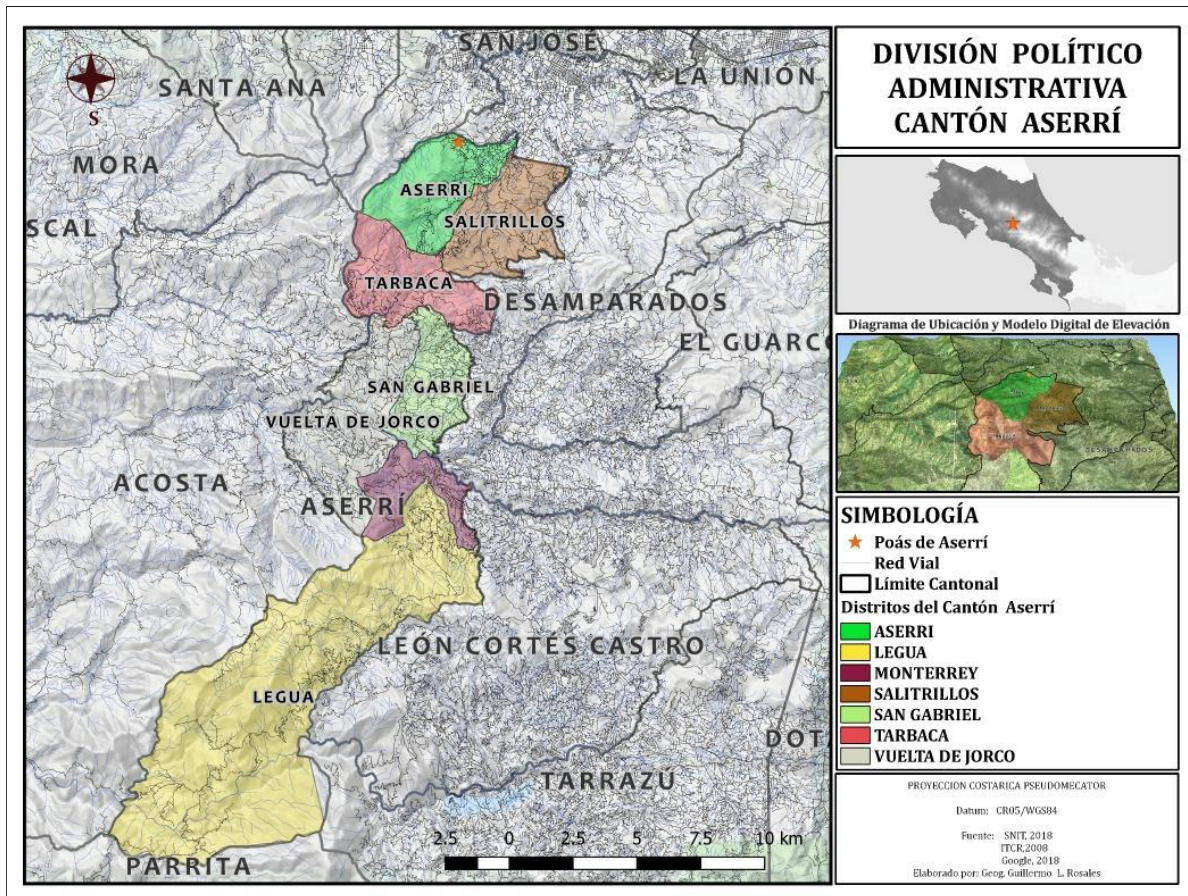 SAN JOSÉ
LA UNIÓN
SANTA ANA
S
MORA
ASERRI
SALITRILLOS
SCAL
TARBACA
DESAMPARADOS
EL GUARCO
SAN GABRIEL
VUELTA DE JORCO
ACOSTA
ASERRÍ
LEÓN CORTÉS CASTRO
LEGUA
DOTA
TARRAZÚ
2.5 0 2.5 5 7.5 10 km
PARRITA
DIVISIÓN POLÍTICO
ADMINISTRATIVA
CANTÓN ASERRÍ
Diagrama de Ubicación y Modelo Digital de Elevación
DESAMPARADOS
SIMBOLOGÍA
Poás de Aserrí
Red Vial
Límite Cantonal
Distritos del Cantón Aserrí
ASERRI
LEGUA
MONTERREY
SALITRILLOS
SAN GABRIEL
TARBACA
VUELTA DE JORCO
PROYECCION COSTARICA PSEUDOMECATOR
Datum: CR05/WGS84
Fuente: SNIT, 2018
ITCR,2008
Google, 2018
Elaborado por: Geog. Guillermo L. Rosales